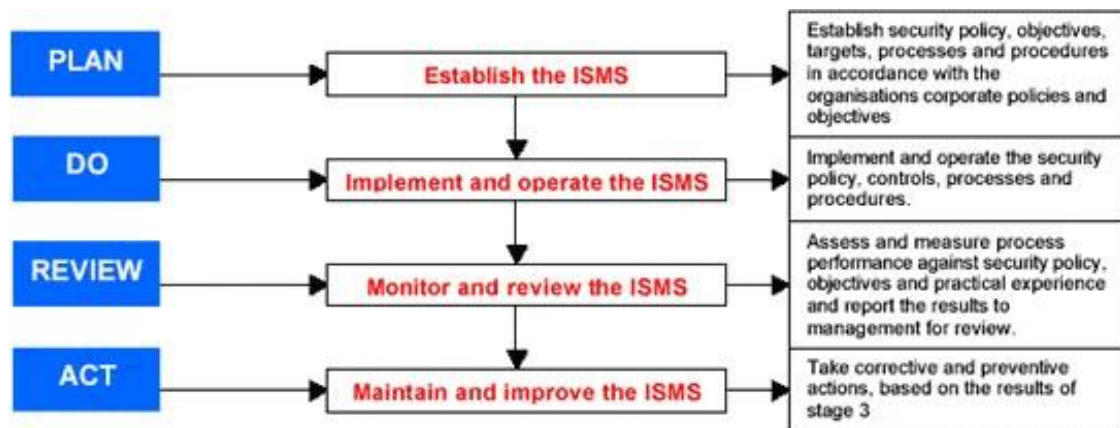 PLAN
Establish the ISMS
Establish security policy, objectives,
targets, processes and procedures
in accordance with the
organisations corporate policies and
objectives
DO
Implement and operate the ISMS
Implement and operate the security
policy, controls, processes and
procedures.
REVIEW
Monitor and review the ISMS
Assess and measure process
performance against security policy,
objectives and practical experience
and report the results to
management for review.
ACT
Maintain and improve the ISMS
Take corrective and preventive
actions, based on the results of
stage 3